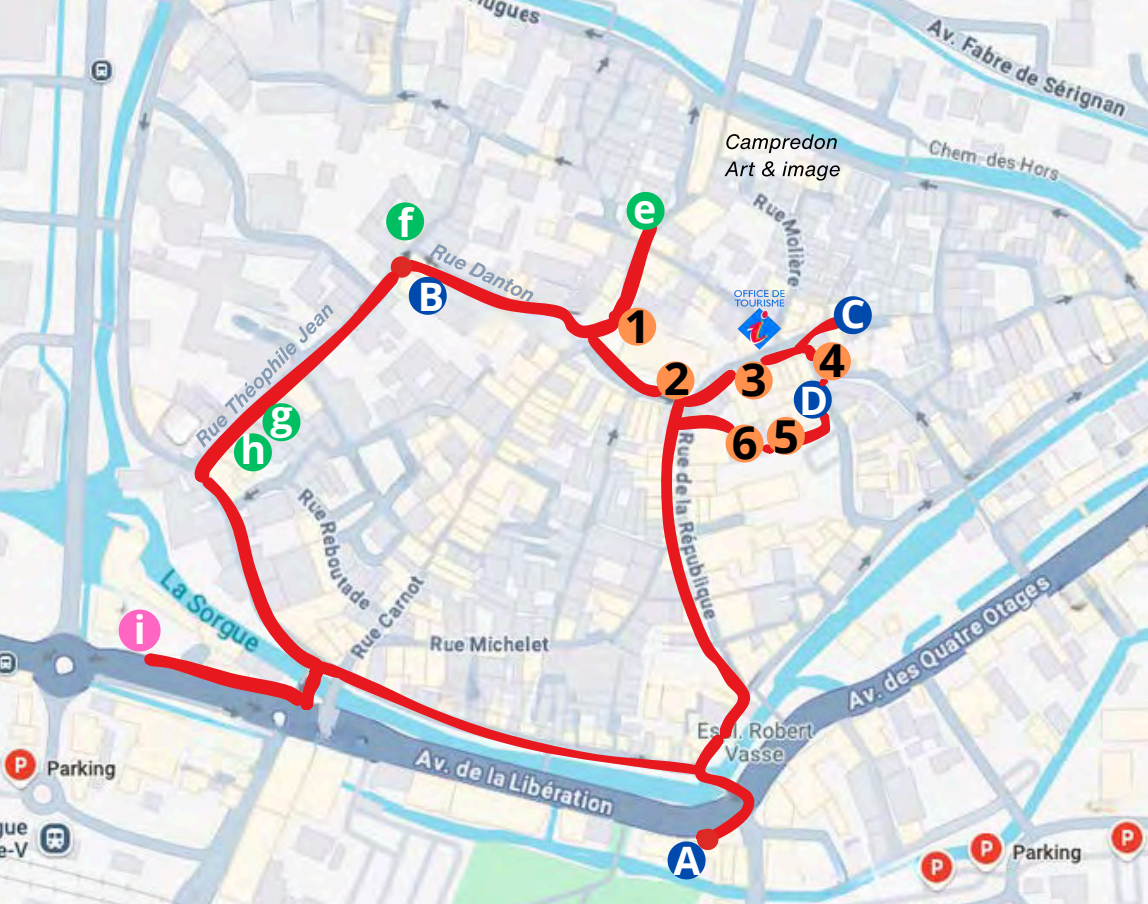 Hugues
Av. Fabre de Sérignan
Campredon
Art & image
Chem. des Hors
Rue Molière
e
f
Rue Danton
B
OFFICE DE
TOURISME
i
C
1
2
3
4
D
Rue Théophile Jean
g
h
6
5
Rue de la République
Rue Reboutade
La Sorgue
Rue Carnot
i
Rue Michelet
Av. des Quatre Otages
Robert
Vasse
P
Parking
Av. de la Libération
gue
e-V
A
P
P
Parking
P